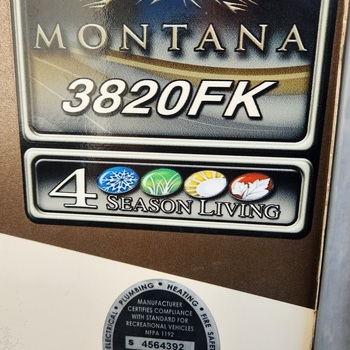 MONTANA
3820FK
4 SEASON LIVING
ELECTRICAL • PLUMBING • HEATING • FIRE SAFETY
MANUFACTURER
CERTIFIES COMPLIANCE
WITH STANDARD FOR
RECREATIONAL VEHICLES
NFPA 1192
S 4564392